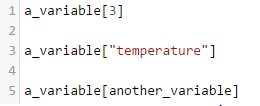 1 a_variable[3]
2
3 a_variable["temperature"]
4
5 a_variable[another_variable]